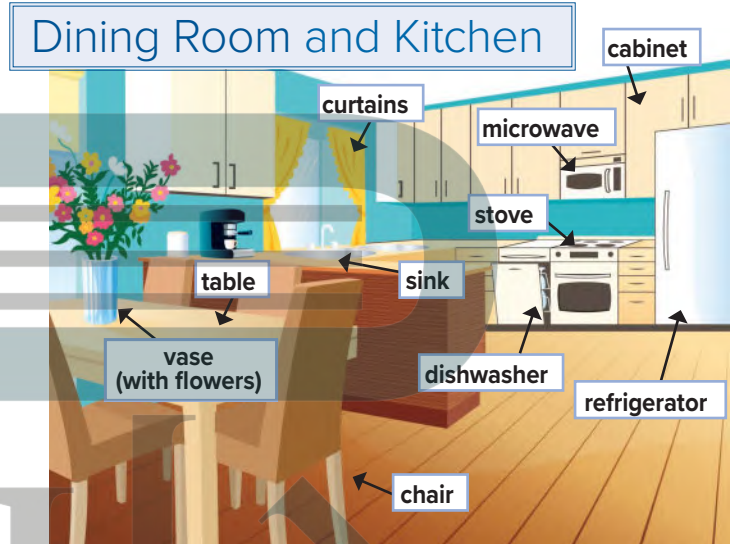 Dining Room and Kitchen
cabinet
curtains
microwave
stove
table
sink
vase
(with flowers)
dishwasher
refrigerator
chair